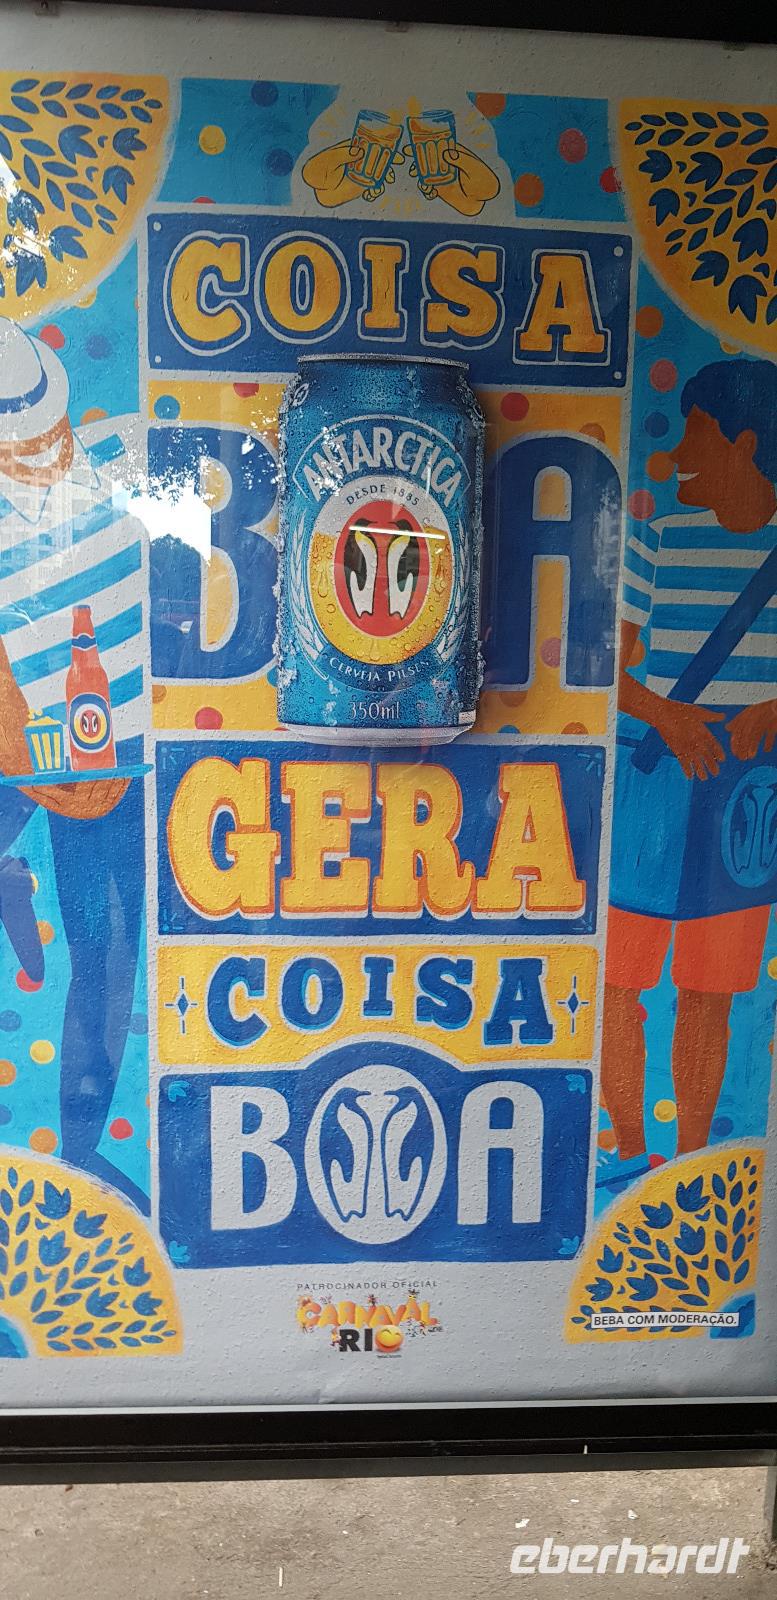 COISA
BOA
ANTARCTICA
DESDE 1885
CERVEJA PILSEN
350ml
GERA
COISA
BOA
PATROCINADOR OFICIAL
CARNAVAL
RIO
BEBA COM MODERAÇÃO.
eberhardt